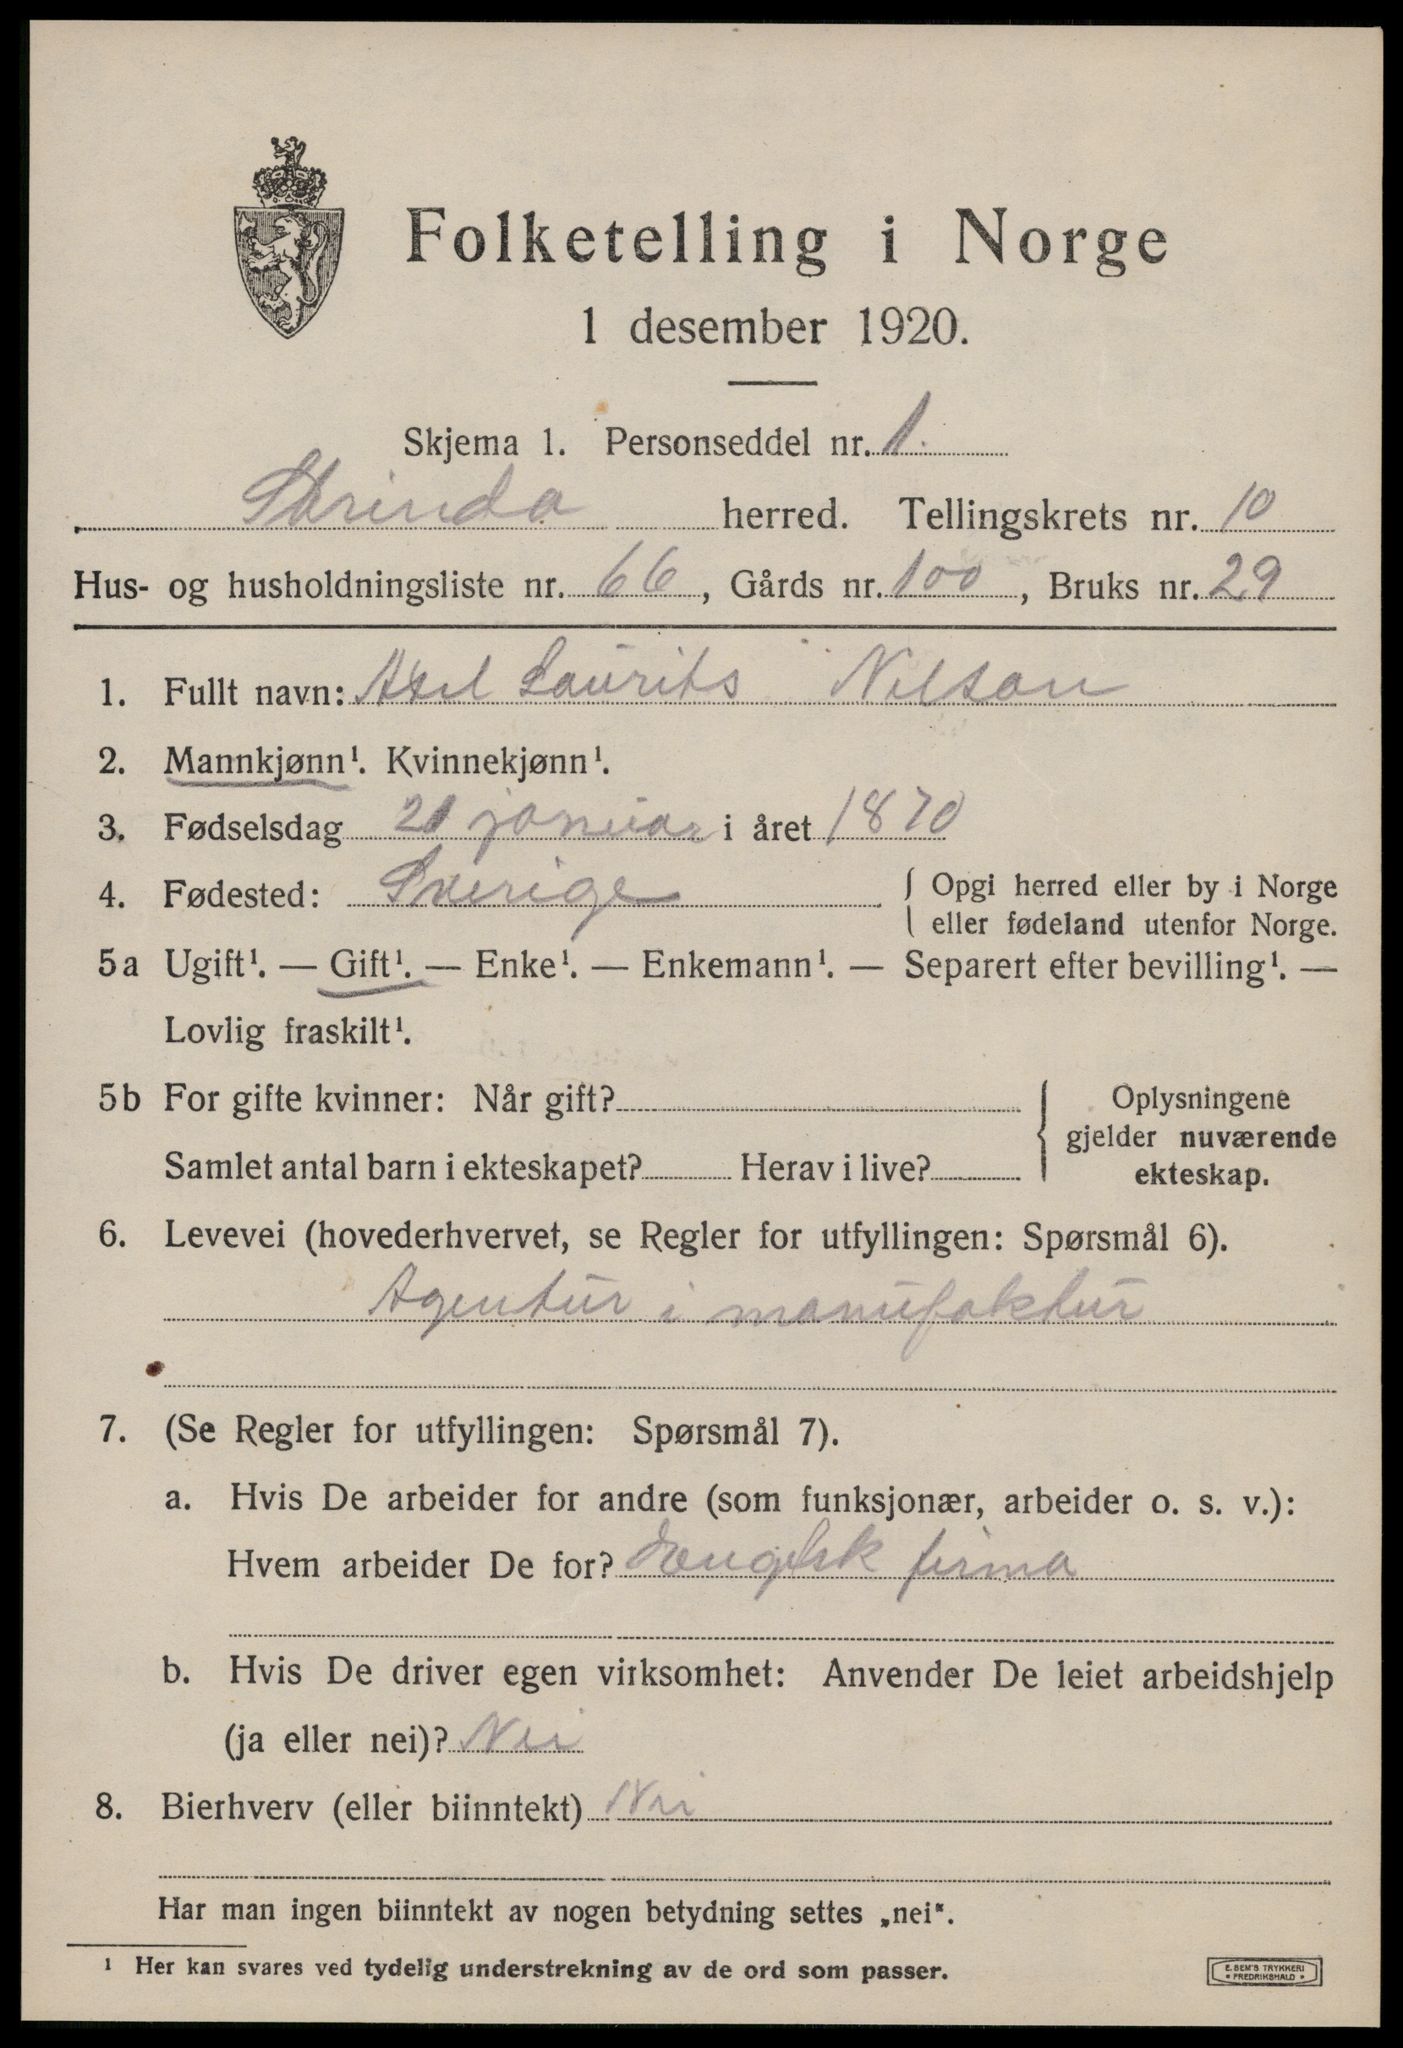 Folketelling i Norge
1 desember 1920.
Skjema 1. Personseddel nr. 1.
Strinda herred. Tellingskrets nr. 10
Hus- og husholdningsliste nr. 66, Gårds nr. 100, Bruks nr. 29
1. Fullt navn: Axel Laurits Nilson
2. Mannkjønn¹. Kvinnekjønn¹.
3. Fødselsdag 21 januar i året 1870
4. Fødested: Sverige { Opgi herred eller by i Norge
eller fødeland utenfor Norge.
5a Ugift¹. — Gift¹. — Enke¹. — Enkemann¹. — Separert efter bevilling¹. —
Lovlig fraskilt¹.
5b For gifte kvinner: Når gift? { Oplysningene
gjelder nuværende
Samlet antal barn i ekteskapet? Herav i live? ekteskap.
6. Levevei (hovederhvervet, se Regler for utfyllingen: Spørsmål 6).
Agentur i manufaktur
7. (Se Regler for utfyllingen: Spørsmål 7).
a. Hvis De arbeider for andre (som funksjonær, arbeider o. s. v.):
Hvem arbeider De for? Engelsk firma
b. Hvis De driver egen virksomhet: Anvender De leiet arbeidshjelp
(ja eller nei)? Nei
8. Bierhverv (eller biinntekt) Nei
Har man ingen biinntekt av nogen betydning settes „nei".
¹ Her kan svares ved tydelig understrekning av de ord som passer.
E. SEM'S TRYKKERI
• FREDRIKSHALD •